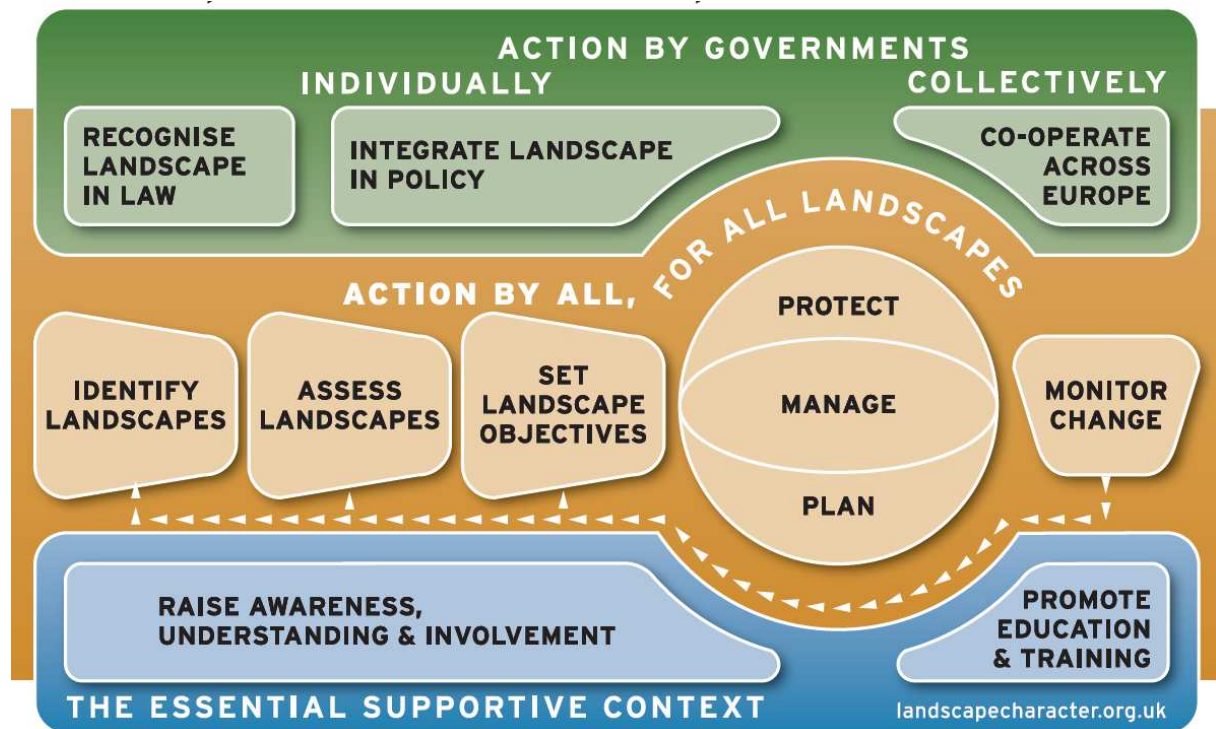 ACTION BY GOVERNMENTS
INDIVIDUALLY
COLLECTIVELY
RECOGNISE
LANDSCAPE
IN LAW
INTEGRATE LANDSCAPE
IN POLICY
CO-OPERATE
ACROSS
EUROPE
ACTION BY ALL, FOR ALL LANDSCAPES
IDENTIFY
LANDSCAPES
ASSESS
LANDSCAPES
SET
LANDSCAPE
OBJECTIVES
PROTECT
MANAGE
PLAN
MONITOR
CHANGE
RAISE AWARENESS,
UNDERSTANDING & INVOLVEMENT
PROMOTE
EDUCATION
& TRAINING
THE ESSENTIAL SUPPORTIVE CONTEXT
landscapecharacter.org.uk